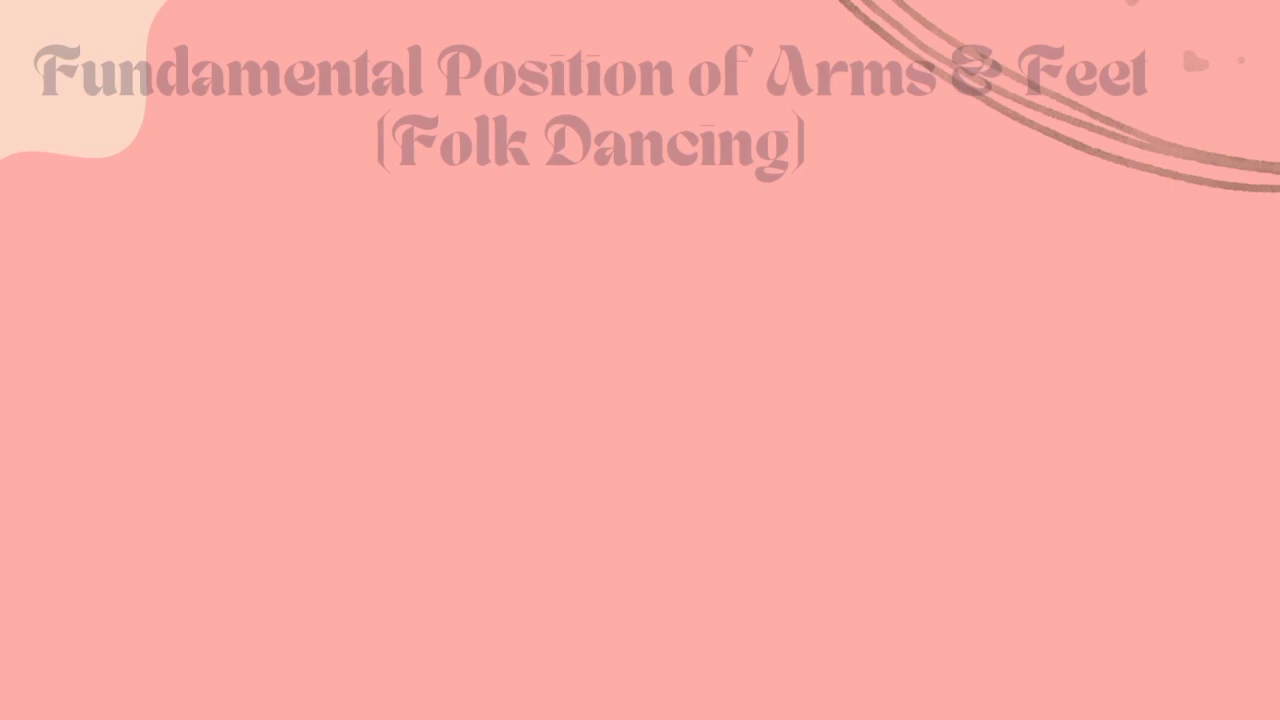 Fundamental Position of Arms & Feet
(Folk Dancing)